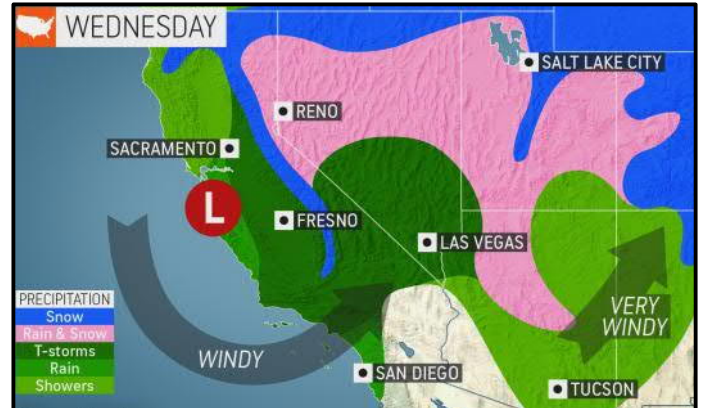 WEDNESDAY
SALT LAKE CITY
RENO
SACRAMENTO
L
FRESNO
LAS VEGAS
PRECIPITATION
Snow
Rain & Snow
T-storms
Rain
Showers
WINDY
VERY
WINDY
SAN DIEGO
TUCSON